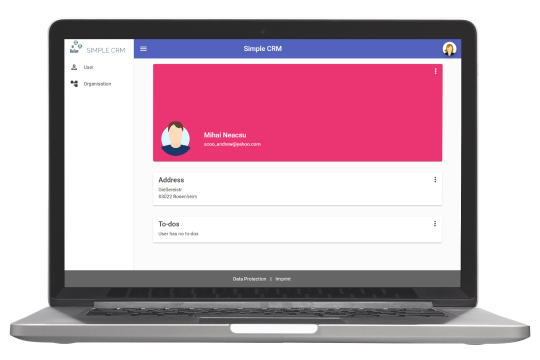 SIMPLE CRM
Simple CRM
User
Organisation
Mihai Neacsu
scoo_andrew@yahoo.com
Address
Gießereistr
83022 Rosenheim
To-dos
User has no to-dos
Data Protection | Imprint